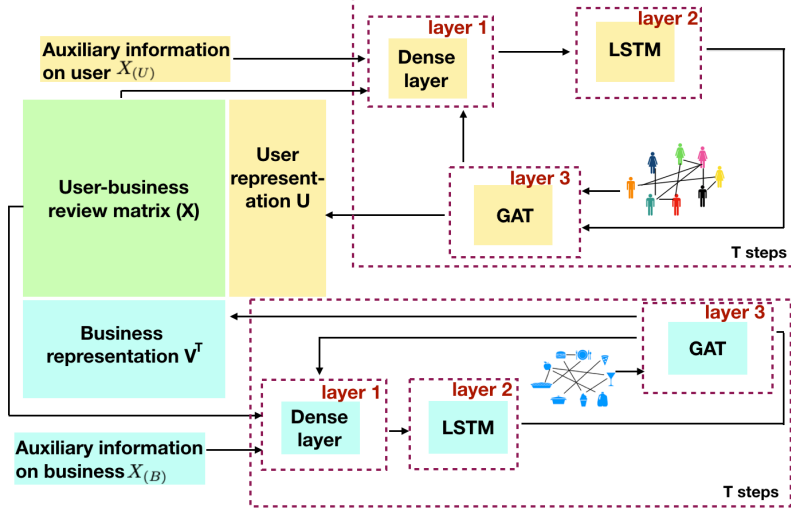 layer 1
layer 2
Auxiliary information
on user X(U)
Dense
layer
LSTM
User-business
review matrix (X)
User
represent-
ation U
layer 3
GAT
T steps
Business
representation Vᵀ
layer 3
GAT
layer 1
layer 2
Dense
layer
LSTM
Auxiliary information
on business X(B)
T steps